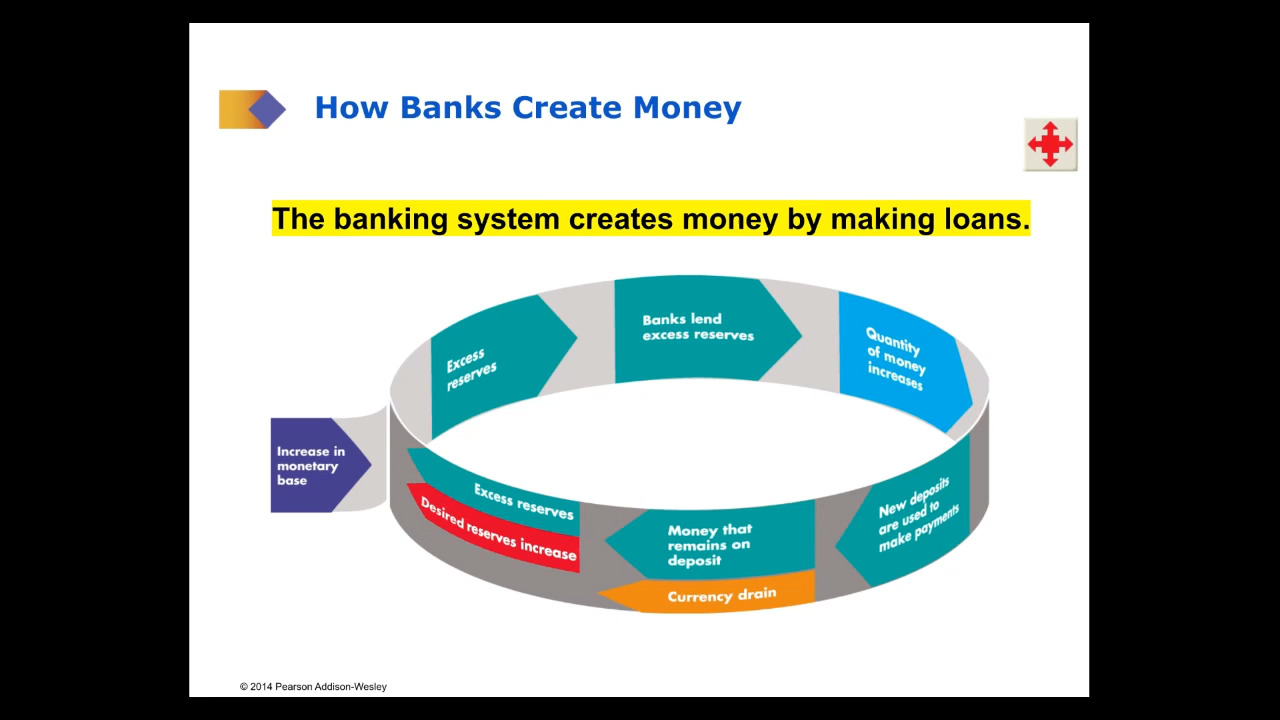 How Banks Create Money
The banking system creates money by making loans.
Increase in
monetary
base
Excess
reserves
Banks lend
excess reserves
Quantity
of money
increases
New deposits
are used to
make payments
Money that
remains on
deposit
Currency drain
Excess reserves
Desired reserves increase
© 2014 Pearson Addison-Wesley